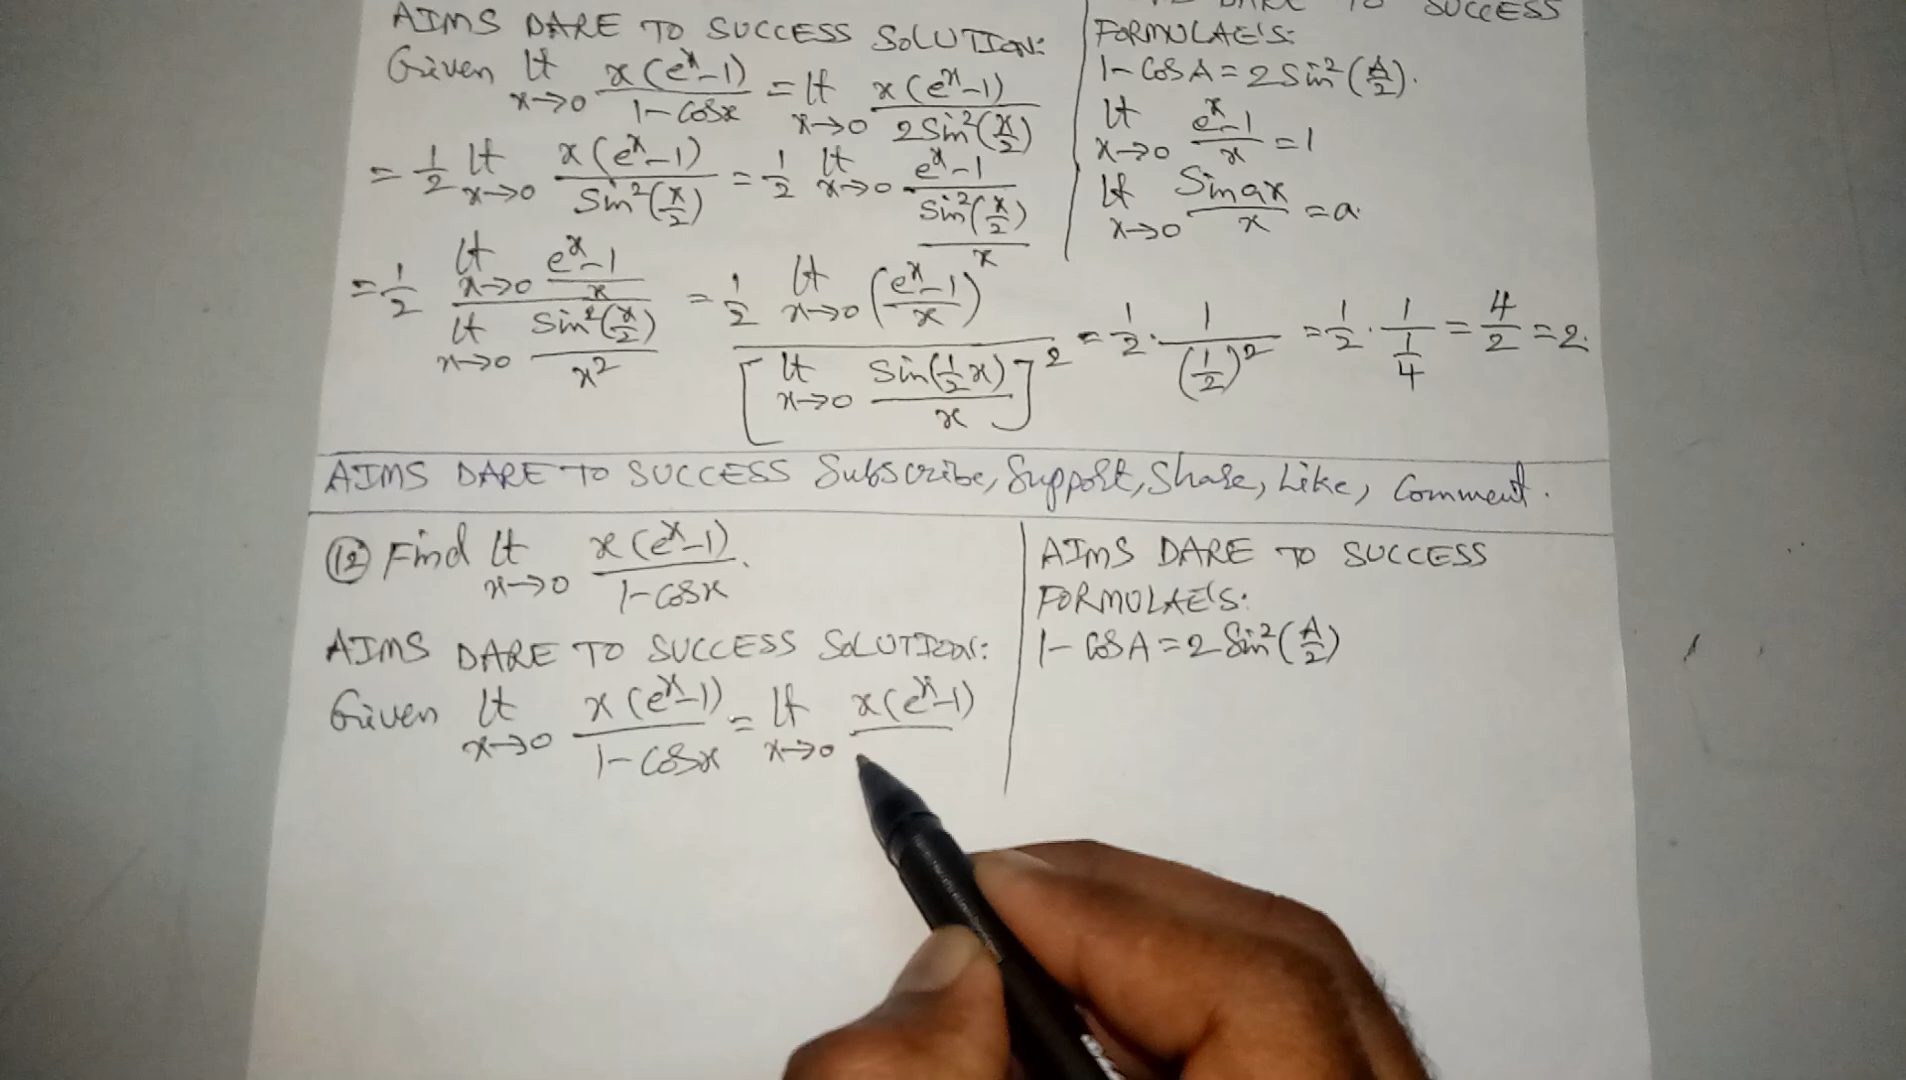 AIMS DARE TO SUCCESS SOLUTION:
Given lt x→0 x(e^x-1)/(1-cosx) = lt x→0 x(e^x-1)/(2sin²(x/2))
= 1/2 lt x→0 x(e^x-1)/sin²(x/2) = 1/2 lt x→0 (e^x-1)/(sin²(x/2)/x)
= 1/2 (lt x→0 (e^x-1)/x)/(lt x→0 sin²(x/2)/x²) = 1/2 (lt x→0 ((e^x-1)/x))/[lt x→0 sin(1/2 x)/x]² = 1/2 · 1/(1/2)² = 1/2 · 1/(1/4) = 4/2 = 2.
SUCCESS
FORMULAE'S:
1-cosA = 2sin²(A/2).
lt x→0 (e^x-1)/x = 1
lt x→0 sinax/x = a.
AIMS DARE TO SUCCESS Subscribe, Support, Share, Like, Comment.
(12) Find lt x→0 x(e^x-1)/(1-cosx).
AIMS DARE TO SUCCESS SOLUTION:
Given lt x→0 x(e^x-1)/(1-cosx) = lt x→0 x(e^x-1)/
AIMS DARE TO SUCCESS
FORMULAE'S:
1-cosA = 2sin²(A/2)